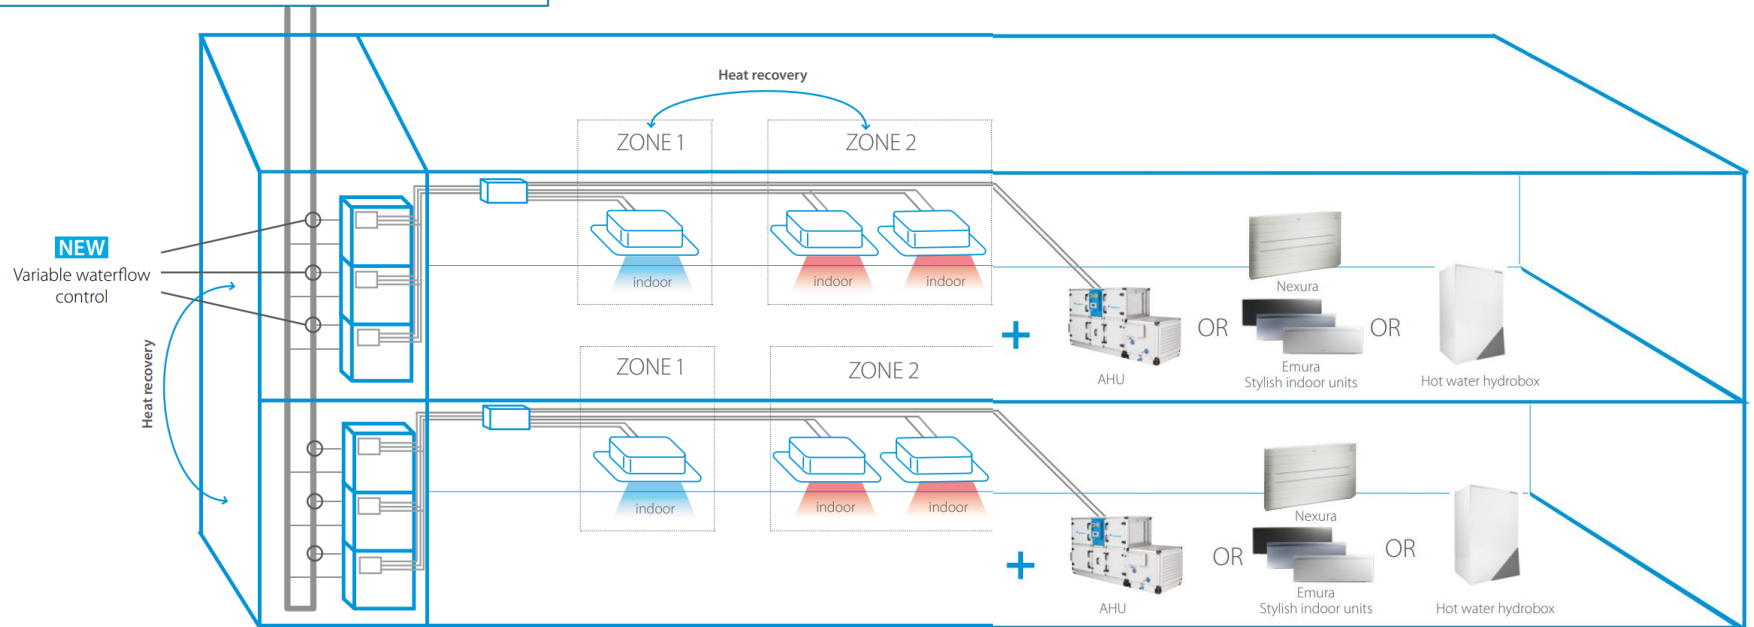 Heat recovery
ZONE 1
ZONE 2
NEW
Variable waterflow
control
indoor
indoor
indoor
Nexura
OR
OR
+
Emura
AHU
Stylish indoor units
Hot water hydrobox
Heat recovery
ZONE 1
ZONE 2
indoor
indoor
indoor
Nexura
OR
OR
+
Emura
AHU
Stylish indoor units
Hot water hydrobox